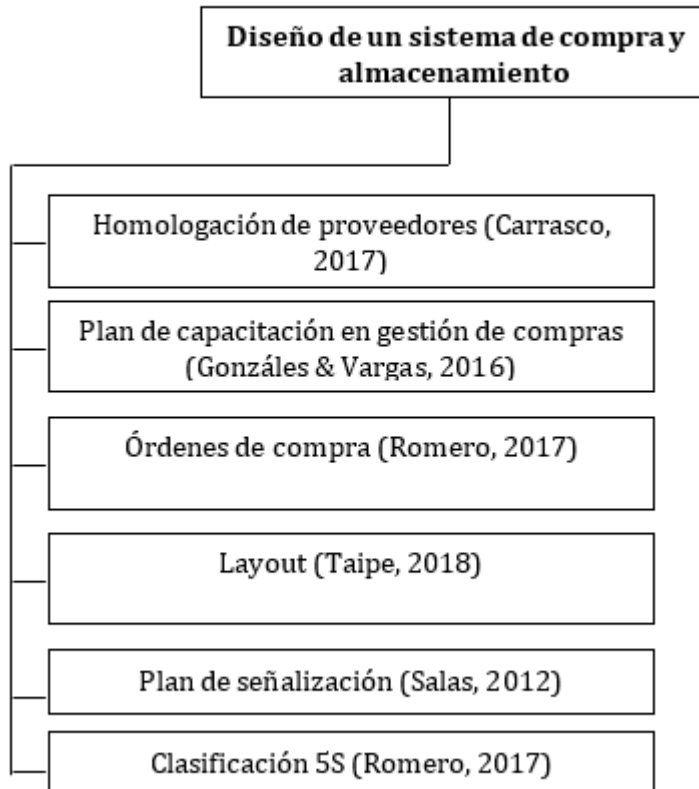 Diseño de un sistema de compra y
almacenamiento
Homologación de proveedores (Carrasco,
2017)
Plan de capacitación en gestión de compras
(Gonzáles & Vargas, 2016)
Órdenes de compra (Romero, 2017)
Layout (Taipe, 2018)
Plan de señalización (Salas, 2012)
Clasificación 5S (Romero, 2017)